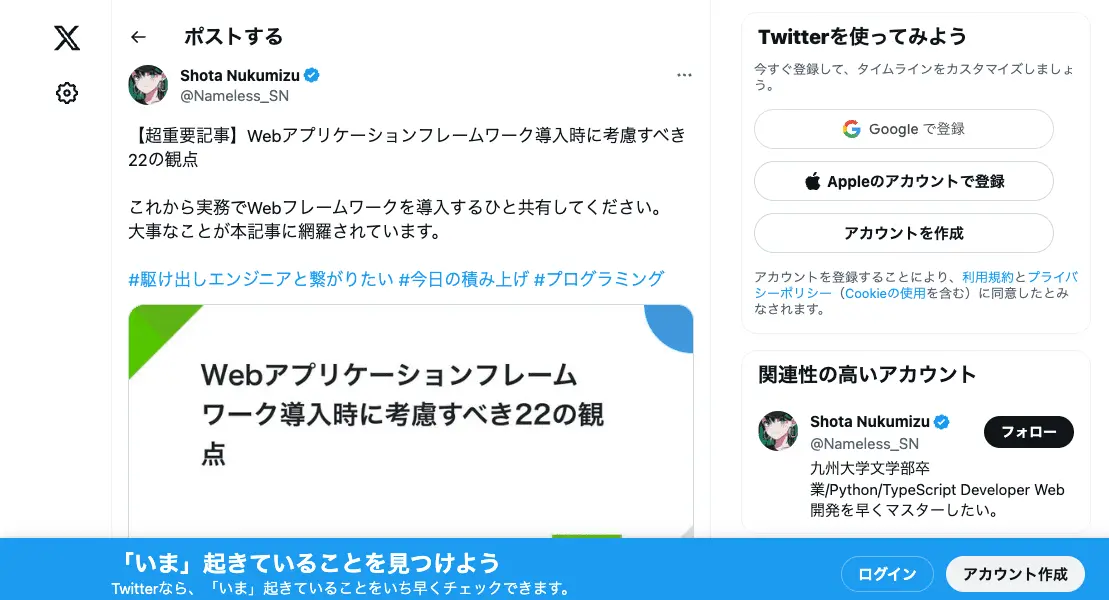 ポストする
Shota Nukumizu
@Nameless_SN
【超重要記事】Webアプリケーションフレームワーク導入時に考慮すべき
22の観点
これから実務でWebフレームワークを導入するひと共有してください。
大事なことが本記事に網羅されています。
#駆け出しエンジニアと繋がりたい #今日の積み上げ #プログラミング
Webアプリケーションフレーム
ワーク導入時に考慮すべき22の観
点
Twitterを使ってみよう
今すぐ登録して、タイムラインをカスタマイズしましょ
う。
Google で登録
Appleのアカウントで登録
アカウントを作成
アカウントを登録することにより、利用規約とプライバ
シーポリシー（Cookieの使用を含む）に同意したとみ
なされます。
関連性の高いアカウント
Shota Nukumizu
@Nameless_SN
フォロー
九州大学文学部卒
業/Python/TypeScript Developer Web
開発を早くマスターしたい。
「いま」起きていることを見つけよう
Twitterなら、「いま」起きていることをいち早くチェックできます。
ログイン
アカウント作成